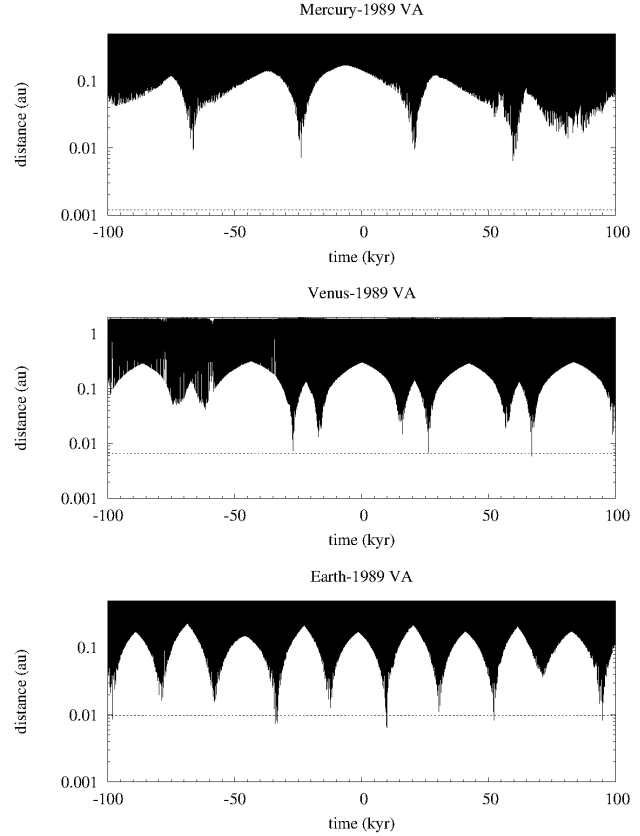 Mercury-1989 VA
distance (au)
0.1
0.01
0.001
-100 -50 0 50 100
time (kyr)
Venus-1989 VA
distance (au)
1
0.1
0.01
0.001
-100 -50 0 50 100
time (kyr)
Earth-1989 VA
distance (au)
0.1
0.01
0.001
-100 -50 0 50 100
time (kyr)